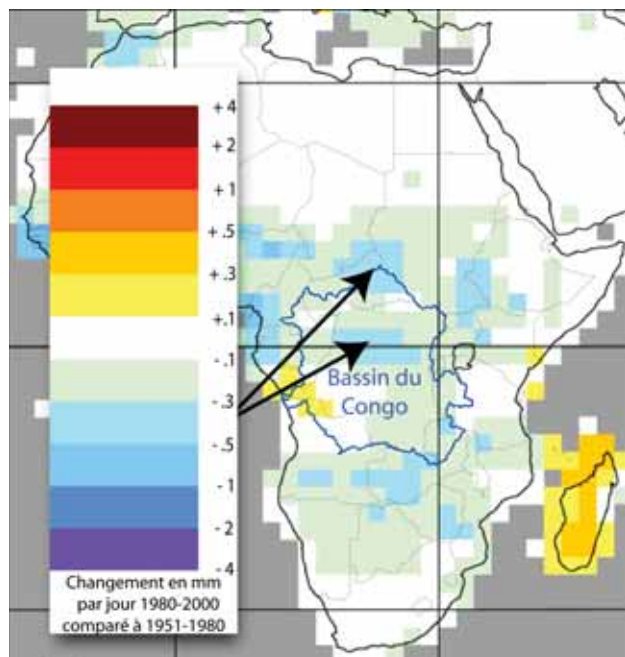 + 4
+ 2
+ 1
+ .5
+ .3
+ .1
- .1
- .3
- .5
- 1
- 2
- 4
Changement en mm
par jour 1980-2000
comparé à 1951-1980
Bassin du
Congo